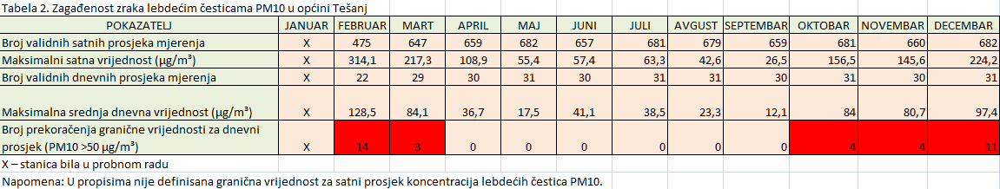 Tabela 2. Zagađenost zraka lebdećim česticama PM10 u općini Tešanj
POKAZATELJ JANUAR FEBRUAR MART APRIL MAJ JUNI JULI AVGUST SEPTEMBAR OKTOBAR NOVEMBAR DECEMBAR
Broj validnih satnih prosjeka mjerenja X 475 647 659 682 657 681 679 659 681 660 682
Maksimalni satna vrijednost (µg/m³) X 314,1 217,3 108,9 55,4 57,4 63,3 42,6 26,5 156,5 145,6 224,2
Broj validnih dnevnih prosjeka mjerenja X 22 29 30 31 30 31 31 30 31 30 31
Maksimalna srednja dnevna vrijednost (µg/m³) X 128,5 84,1 36,7 17,5 41,1 38,5 23,3 12,1 84 80,7 97,4
Broj prekoračenja granične vrijednosti za dnevni
prosjek (PM10 >50 µg/m³) X 14 3 0 0 0 0 0 0 4 4 11
X – stanica bila u probnom radu
Napomena: U propisima nije definisana granična vrijednost za satni prosjek koncentracija lebdećih čestica PM10.